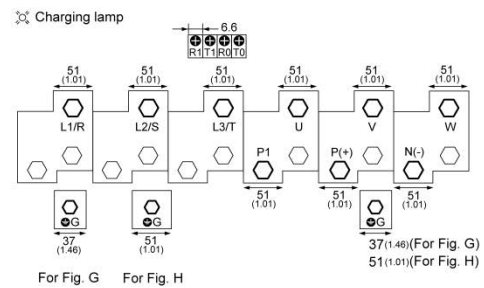 Charging lamp
6.6
R1 T1 R0 T0
51 51 51 51 51 51
(1.01) (1.01) (1.01) (1.01) (1.01) (1.01)
L1/R L2/S L3/T U V W
P1 P(+) N(-)
51 51 51
(1.01) (1.01) (1.01)
G G G
37 51
(1.46) (1.01)
37(1.46)(For Fig. G)
51(1.01)(For Fig. H)
For Fig. G For Fig. H